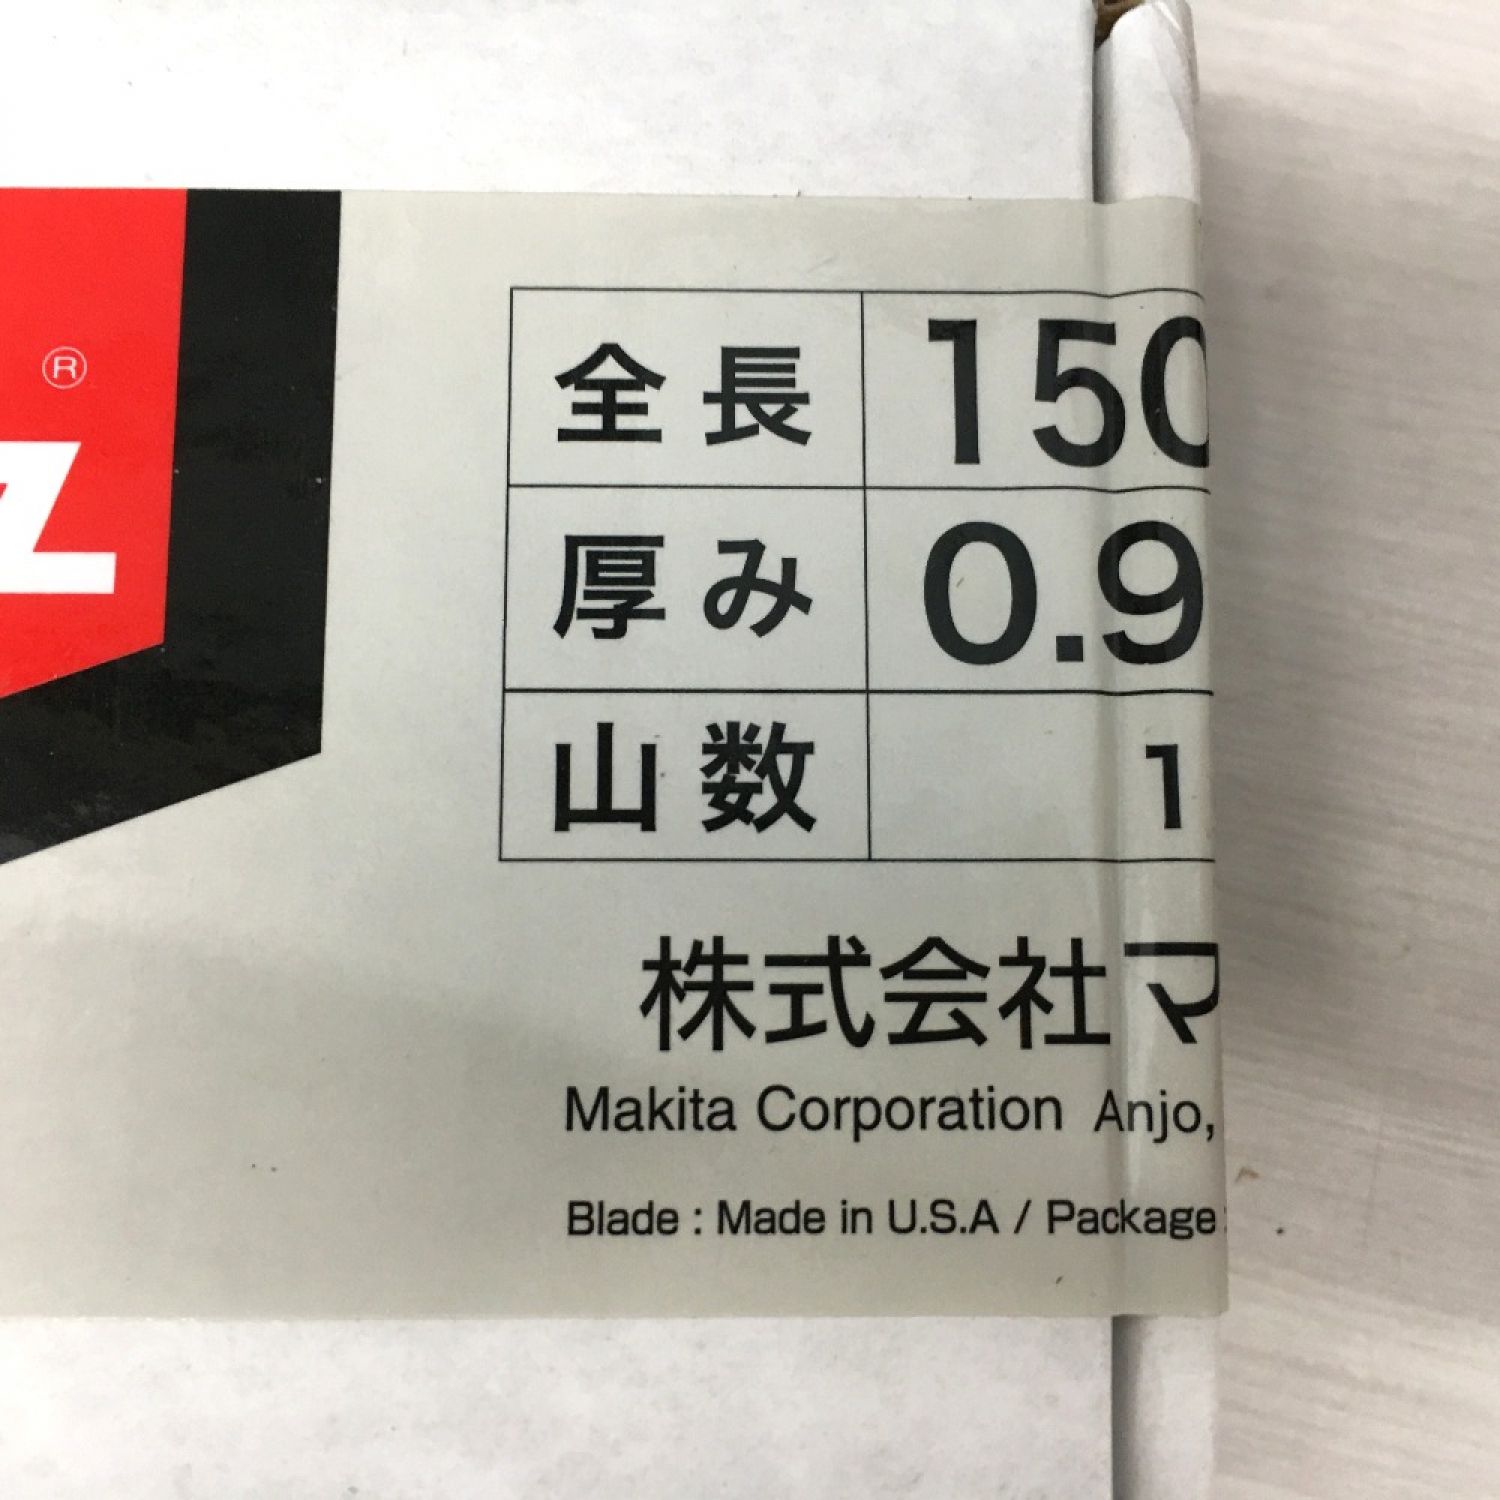 ®
全長 150
厚み 0.9
山数 1
株式会社マ
Makita Corporation Anjo,
Blade : Made in U.S.A / Package :